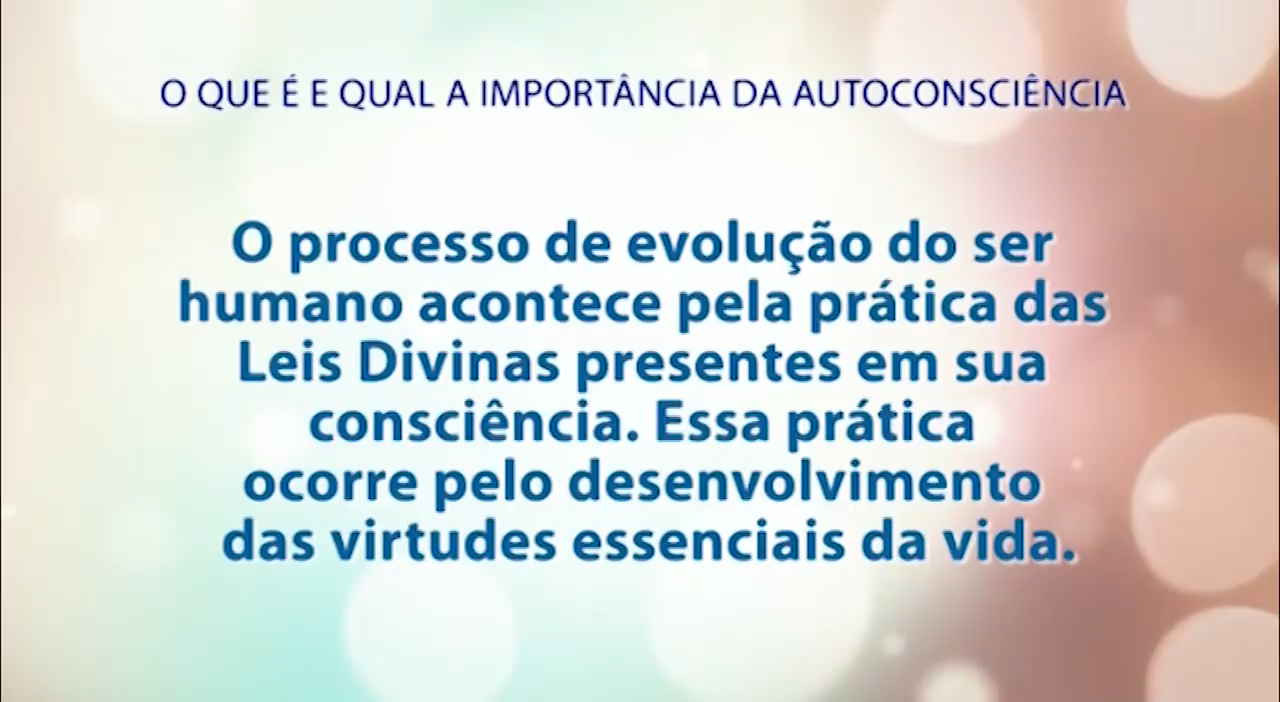 O QUE É E QUAL A IMPORTÂNCIA DA AUTOCONSCIÊNCIA
O processo de evolução do ser
humano acontece pela prática das
Leis Divinas presentes em sua
consciência. Essa prática
ocorre pelo desenvolvimento
das virtudes essenciais da vida.